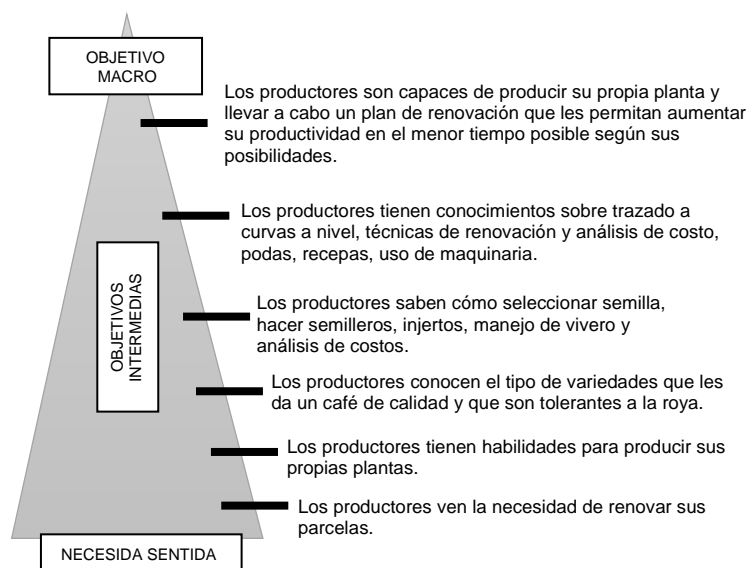 OBJETIVO
MACRO
Los productores son capaces de producir su propia planta y
llevar a cabo un plan de renovación que les permitan aumentar
su productividad en el menor tiempo posible según sus
posibilidades.
Los productores tienen conocimientos sobre trazado a
curvas a nivel, técnicas de renovación y análisis de costo,
podas, recepas, uso de maquinaria.
OBJETIVOS
INTERMEDIAS
Los productores saben cómo seleccionar semilla,
hacer semilleros, injertos, manejo de vivero y
análisis de costos.
Los productores conocen el tipo de variedades que les
da un café de calidad y que son tolerantes a la roya.
Los productores tienen habilidades para producir sus
propias plantas.
Los productores ven la necesidad de renovar sus
parcelas.
NECESIDA SENTIDA